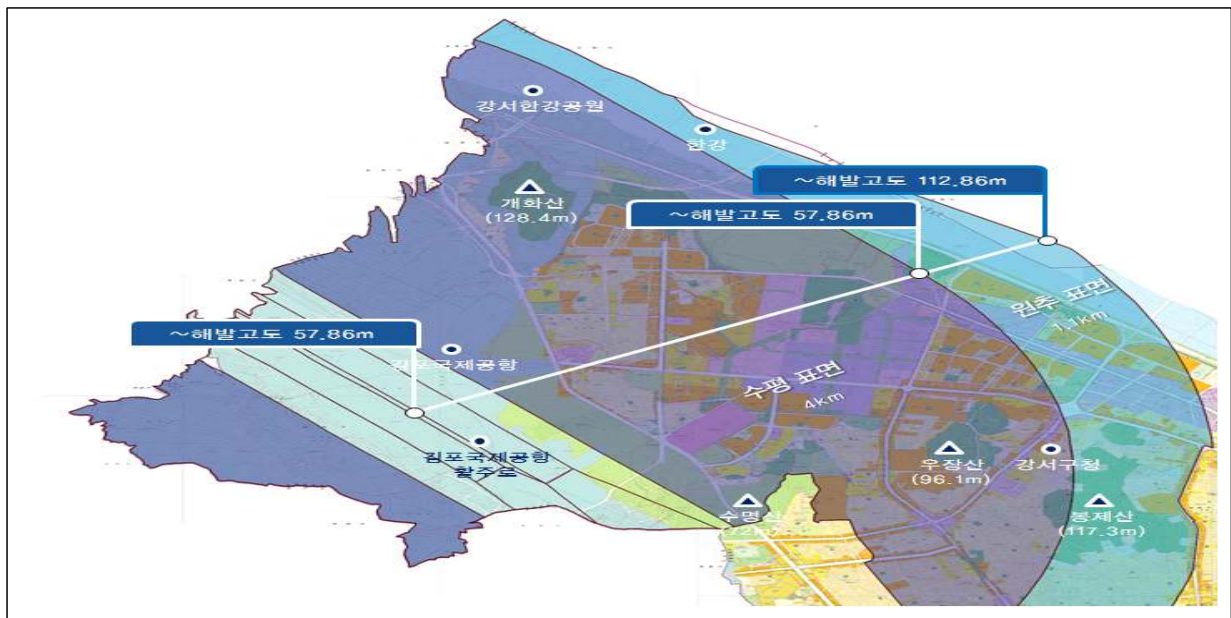 강서한강공원
한강
~해발고도 112.86m
개화산
(128.4m)
~해발고도 57.86m
원추 표면
1.1km
~해발고도 57.86m
김포국제공항
수평 표면
4km
김포국제공항
활주로
우장산
(96.1m)
강서구청
수명산
(72m)
봉제산
(117.3m)